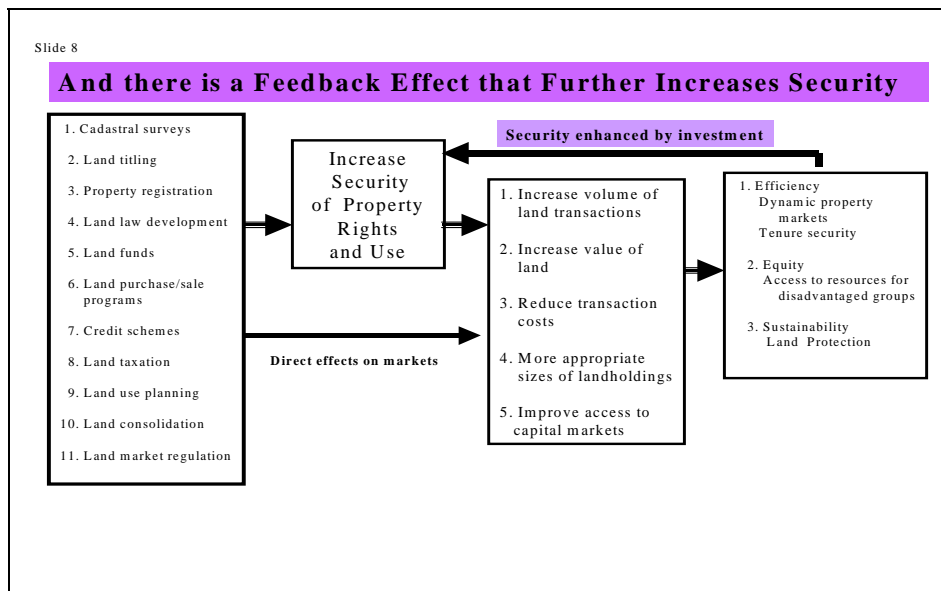 Slide 8
And there is a Feedback Effect that Further Increases Security
1. Cadastral surveys
2. Land titling
3. Property registration
4. Land law development
5. Land funds
6. Land purchase/sale
programs
7. Credit schemes
8. Land taxation
9. Land use planning
10. Land consolidation
11. Land market regulation
Increase
Security
of Property
Rights
and Use
Direct effects on markets
Security enhanced by investment
1. Increase volume of
land transactions
2. Increase value of
land
3. Reduce transaction
costs
4. More appropriate
sizes of landholdings
5. Improve access to
capital markets
1. Efficiency
Dynamic property
markets
Tenure security
2. Equity
Access to resources for
disadvantaged groups
3. Sustainability
Land Protection